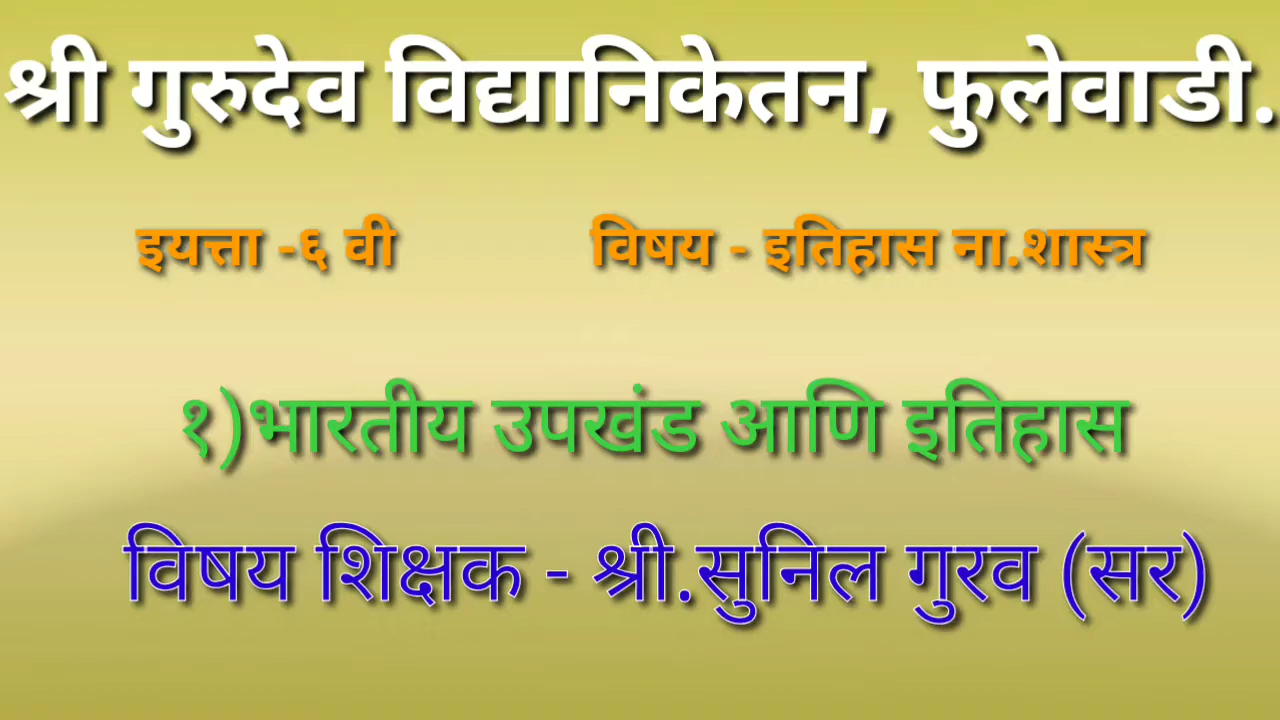 श्री गुरुदेव विद्यानिकेतन, फुलेवाडी.
इयत्ता -६ वी विषय - इतिहास ना.शास्त्र
१)भारतीय उपखंड आणि इतिहास
विषय शिक्षक - श्री.सुनिल गुरव (सर)